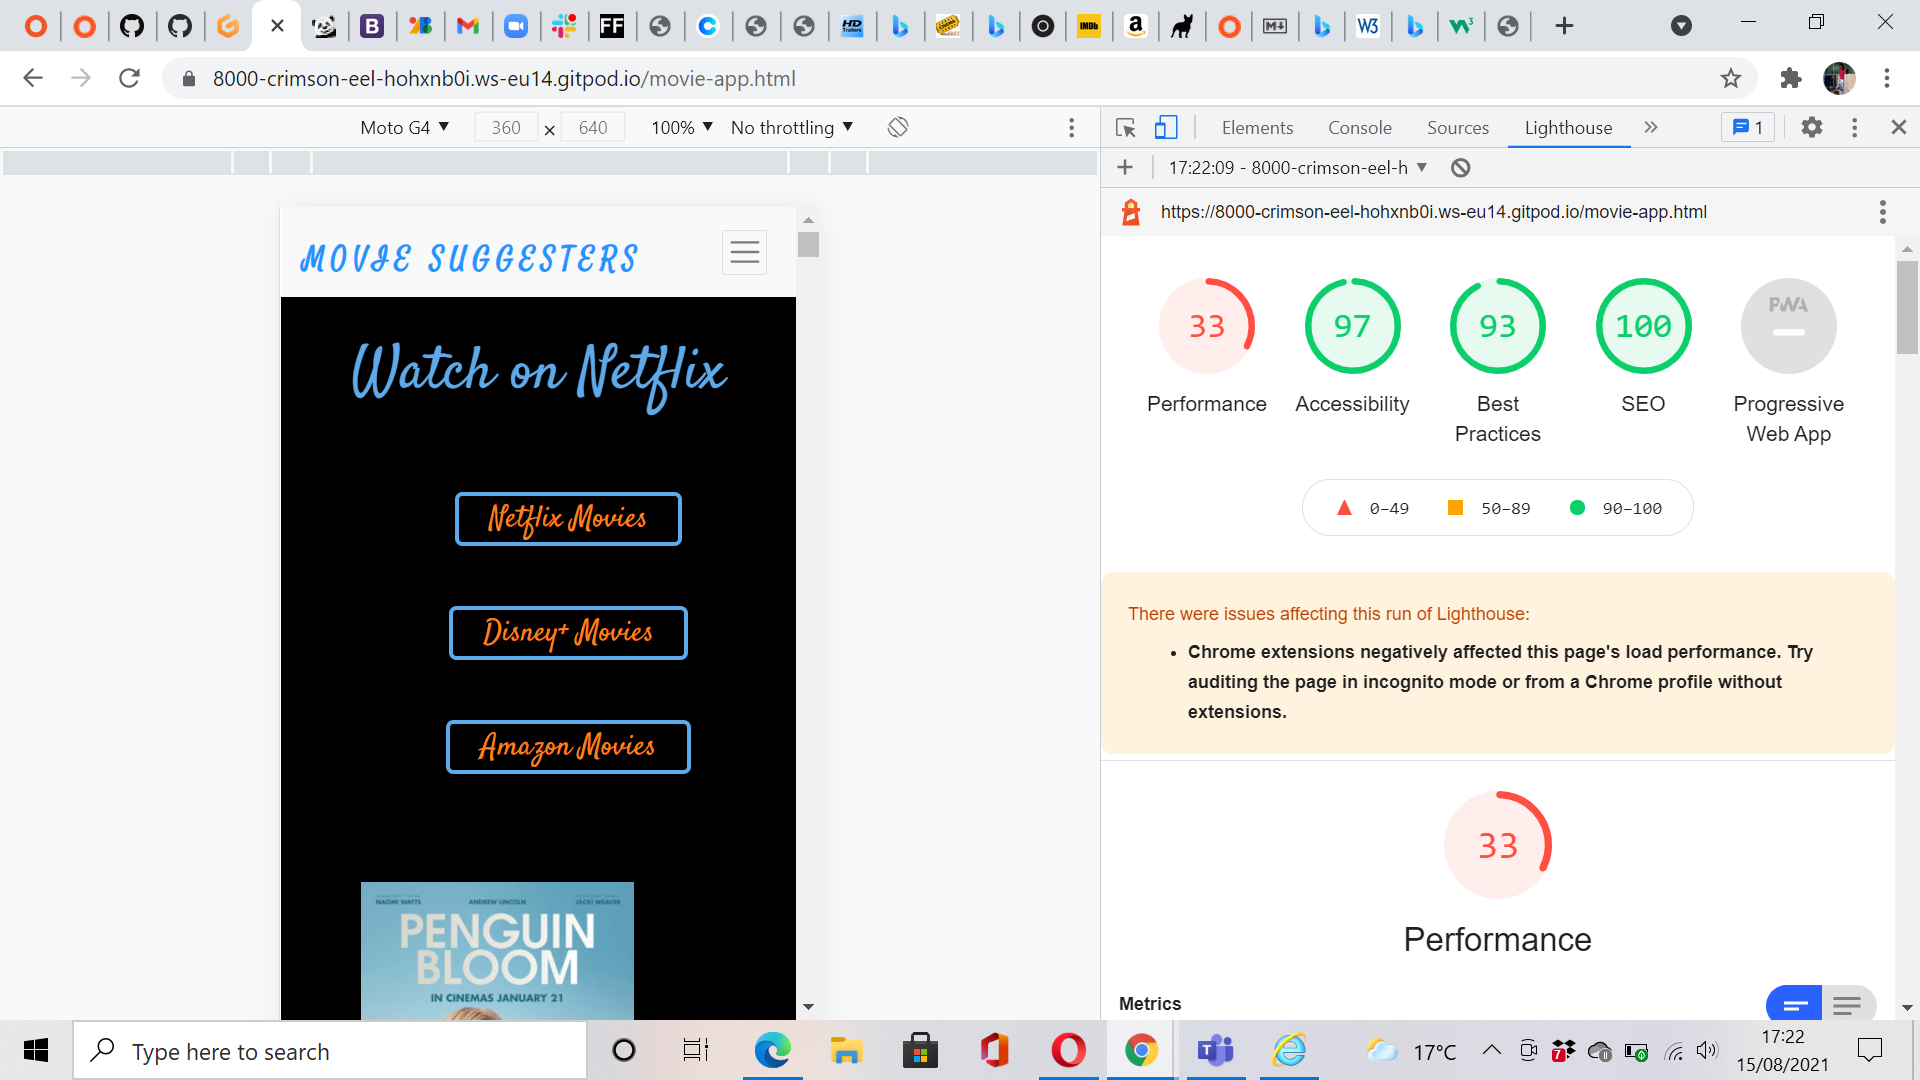 8000-crimson-eel-hohxnb0i.ws-eu14.gitpod.io/movie-app.html
Moto G4 360 × 640 100% No throttling
Elements Console Sources Lighthouse 1
17:22:09 - 8000-crimson-eel-h
https://8000-crimson-eel-hohxnb0i.ws-eu14.gitpod.io/movie-app.html
MOVIE SUGGESTERS
Watch on Netflix
Netflix Movies
Disney+ Movies
Amazon Movies
NAOMI WATTS ANDREW LINCOLN JACKI WEAVER
PENGUIN
BLOOM
IN CINEMAS JANUARY 21
33 97 93 100 PWA
Performance Accessibility Best Practices SEO Progressive Web App
0–49 50–89 90–100
There were issues affecting this run of Lighthouse:
Chrome extensions negatively affected this page's load performance. Try
auditing the page in incognito mode or from a Chrome profile without
extensions.
33
Performance
Metrics
Type here to search
7
17°C
17:22
15/08/2021